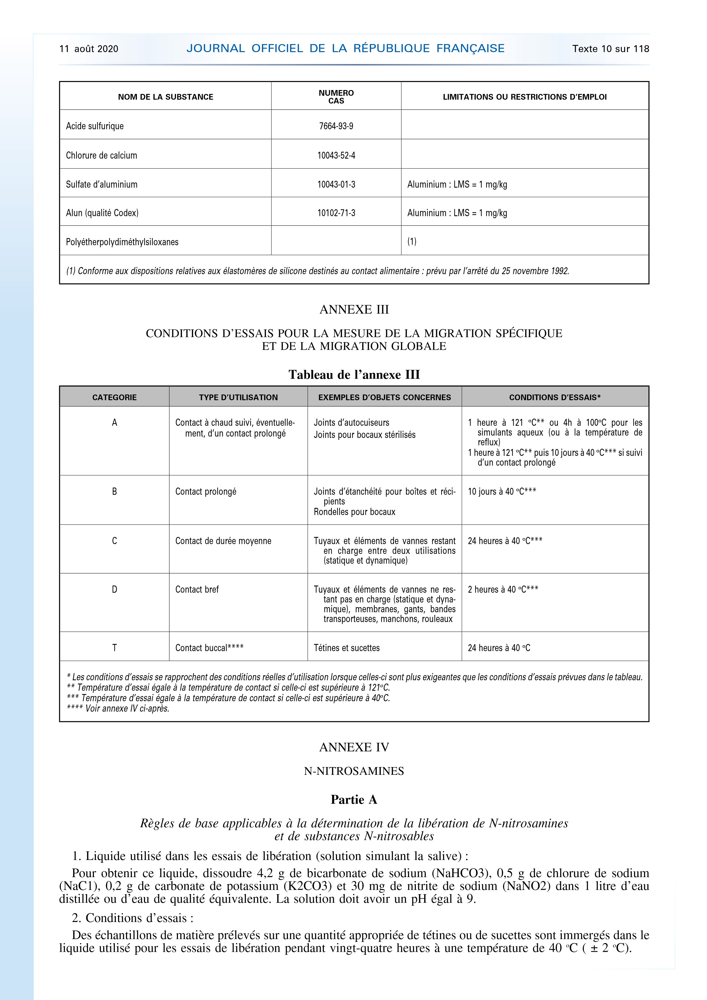 11 août 2020
JOURNAL OFFICIEL DE LA RÉPUBLIQUE FRANÇAISE
Texte 10 sur 118
NOM DE LA SUBSTANCE
NUMERO
CAS
LIMITATIONS OU RESTRICTIONS D’EMPLOI
Acide sulfurique
7664-93-9
Chlorure de calcium
10043-52-4
Sulfate d’aluminium
10043-01-3
Aluminium : LMS = 1 mg/kg
Alun (qualité Codex)
10102-71-3
Aluminium : LMS = 1 mg/kg
Polyétherpolydiméthylsiloxanes
(1)
(1) Conforme aux dispositions relatives aux élastomères de silicone destinés au contact alimentaire : prévu par l’arrêté du 25 novembre 1992.
ANNEXE III
CONDITIONS D’ESSAIS POUR LA MESURE DE LA MIGRATION SPÉCIFIQUE
ET DE LA MIGRATION GLOBALE
Tableau de l’annexe III
CATEGORIE
TYPE D’UTILISATION
EXEMPLES D’OBJETS CONCERNES
CONDITIONS D’ESSAIS*
A
Contact à chaud suivi, éventuelle-
ment, d’un contact prolongé
Joints d’autocuiseurs
Joints pour bocaux stérilisés
1 heure à 121 °C** ou 4h à 100°C pour les
simulants aqueux (ou à la température de
reflux)
1 heure à 121 °C** puis 10 jours à 40 °C*** si suivi
d’un contact prolongé
B
Contact prolongé
Joints d’étanchéité pour boîtes et réci-
pients
Rondelles pour bocaux
10 jours à 40 °C***
C
Contact de durée moyenne
Tuyaux et éléments de vannes restant
en charge entre deux utilisations
(statique et dynamique)
24 heures à 40 °C***
D
Contact bref
Tuyaux et éléments de vannes ne res-
tant pas en charge (statique et dyna-
mique), membranes, gants, bandes
transporteuses, manchons, rouleaux
2 heures à 40 °C***
T
Contact buccal****
Tétines et sucettes
24 heures à 40 °C
* Les conditions d’essais se rapprochent des conditions réelles d’utilisation lorsque celles-ci sont plus exigeantes que les conditions d’essais prévues dans le tableau.
** Température d’essai égale à la température de contact si celle-ci est supérieure à 121°C.
*** Température d’essai égale à la température de contact si celle-ci est supérieure à 40°C.
**** Voir annexe IV ci-après.
ANNEXE IV
N-NITROSAMINES
Partie A
Règles de base applicables à la détermination de la libération de N-nitrosamines
et de substances N-nitrosables
1. Liquide utilisé dans les essais de libération (solution simulant la salive) :
Pour obtenir ce liquide, dissoudre 4,2 g de bicarbonate de sodium (NaHCO3), 0,5 g de chlorure de sodium
(NaC1), 0,2 g de carbonate de potassium (K2CO3) et 30 mg de nitrite de sodium (NaNO2) dans 1 litre d’eau
distillée ou d’eau de qualité équivalente. La solution doit avoir un pH égal à 9.
2. Conditions d’essais :
Des échantillons de matière prélevés sur une quantité appropriée de tétines ou de sucettes sont immergés dans le
liquide utilisé pour les essais de libération pendant vingt-quatre heures à une température de 40 °C ( ± 2 °C).